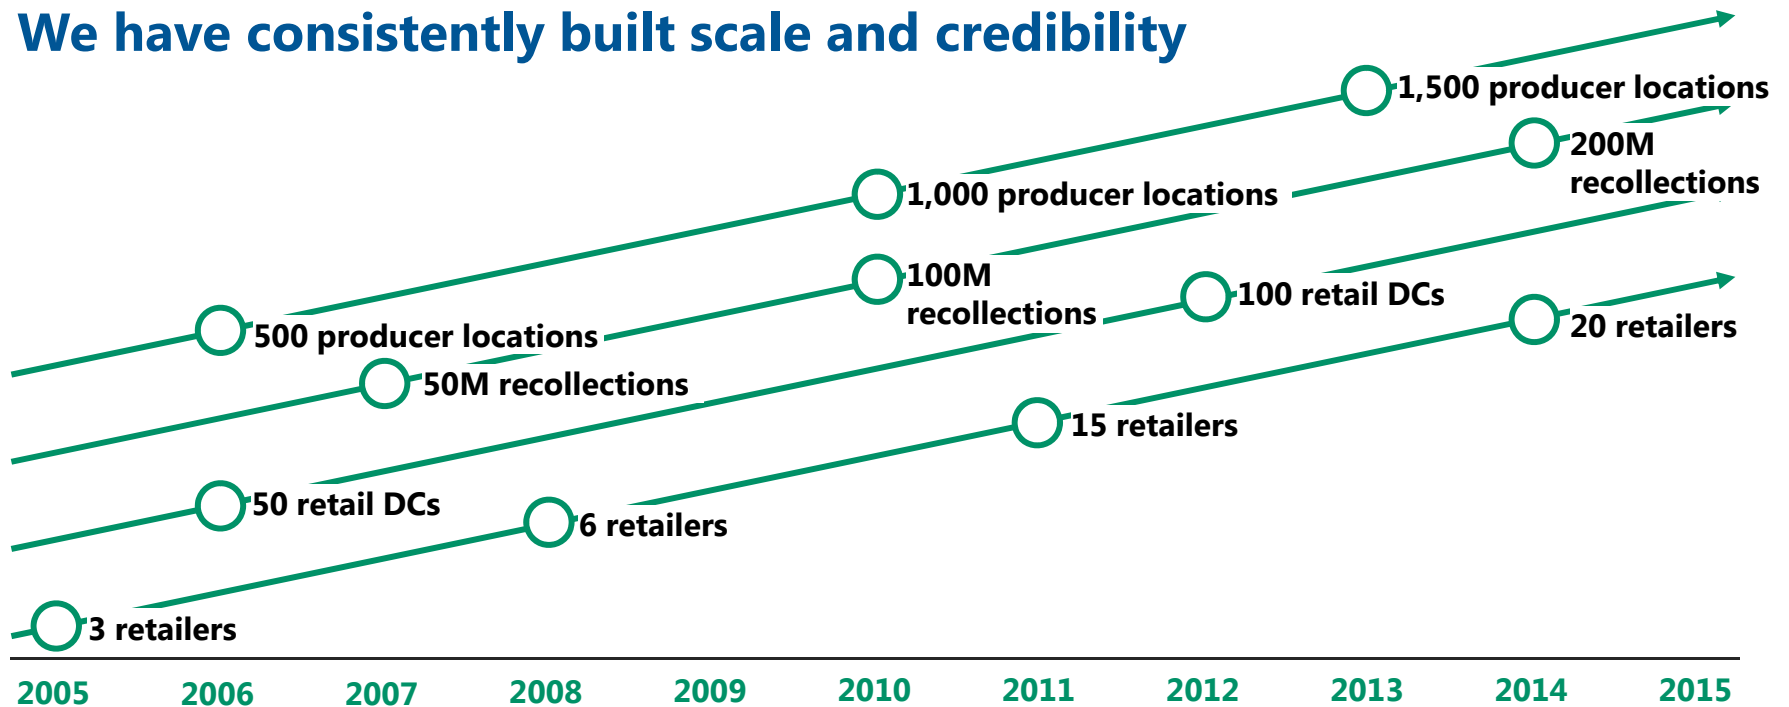 We have consistently built scale and credibility
1,500 producer locations
200M
recollections
1,000 producer locations
100M
recollections
100 retail DCs
20 retailers
500 producer locations
50M recollections
15 retailers
50 retail DCs
6 retailers
3 retailers
2005 2006 2007 2008 2009 2010 2011 2012 2013 2014 2015